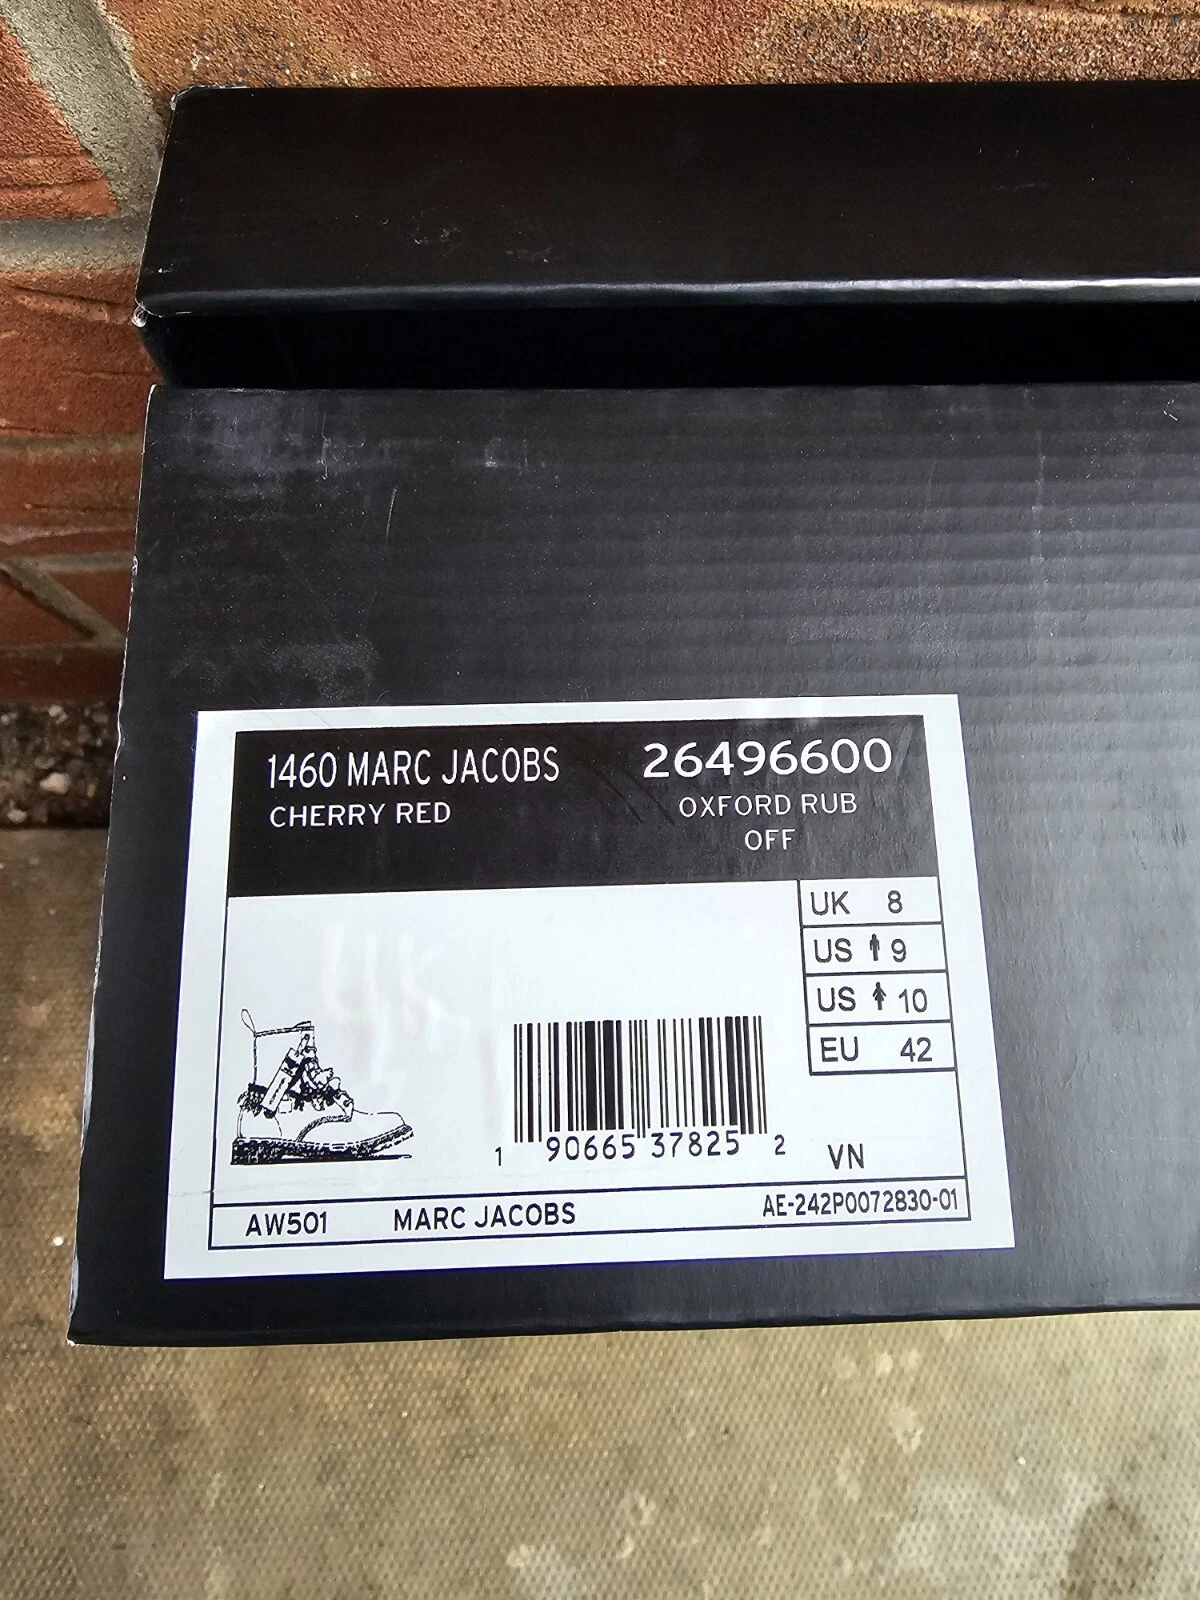 1460 MARC JACOBS
CHERRY RED
26496600
OXFORD RUB
OFF
UK 8
US 9
US 10
EU 42
UK
1 90665 37825 2
VN
AW501 MARC JACOBS AE-242P0072830-01